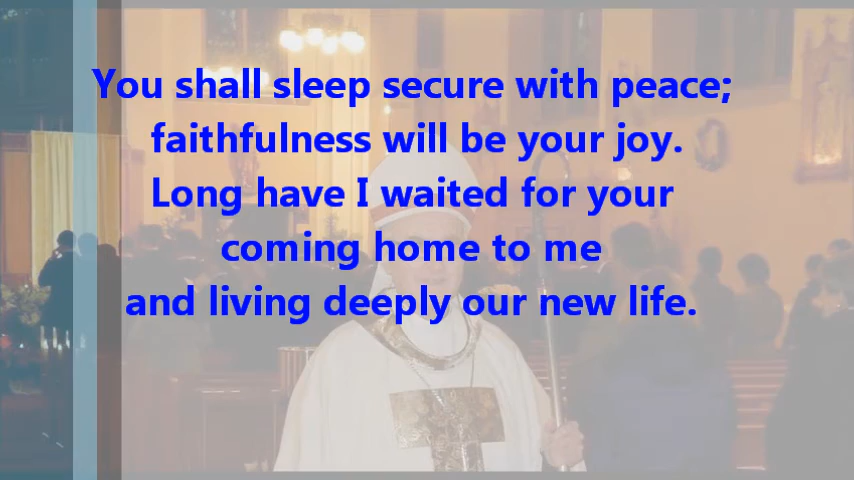 You shall sleep secure with peace;
faithfulness will be your joy.
Long have I waited for your
coming home to me
and living deeply our new life.